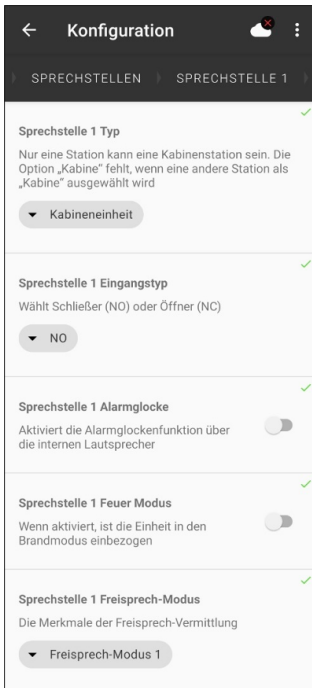 Konfiguration
SPRECHSTELLEN SPRECHSTELLE 1
Sprechstelle 1 Typ
Nur eine Station kann eine Kabinenstation sein. Die
Option „Kabine“ fehlt, wenn eine andere Station als
„Kabine“ ausgewählt wird
Kabineneinheit
Sprechstelle 1 Eingangstyp
Wählt Schließer (NO) oder Öffner (NC)
NO
Sprechstelle 1 Alarmglocke
Aktiviert die Alarmglockenfunktion über
die internen Lautsprecher
Sprechstelle 1 Feuer Modus
Wenn aktiviert, ist die Einheit in den
Brandmodus einbezogen
Sprechstelle 1 Freisprech-Modus
Die Merkmale der Freisprech-Vermittlung
Freisprech-Modus 1